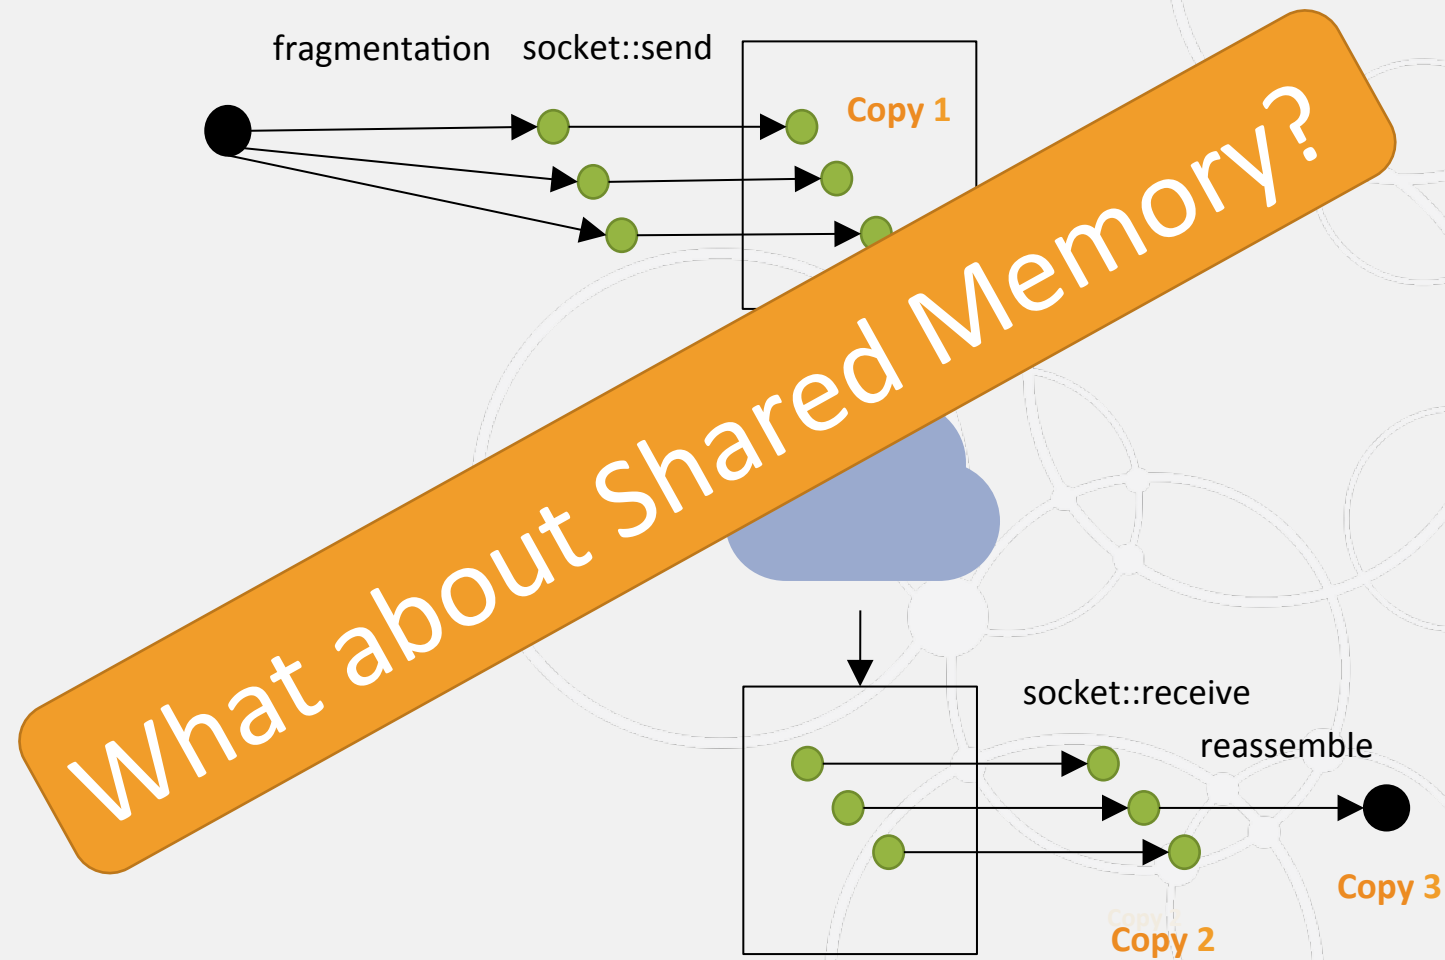 fragmentation
socket::send
Copy 1
What about Shared Memory?
socket::receive
reassemble
Copy 3
Copy 2